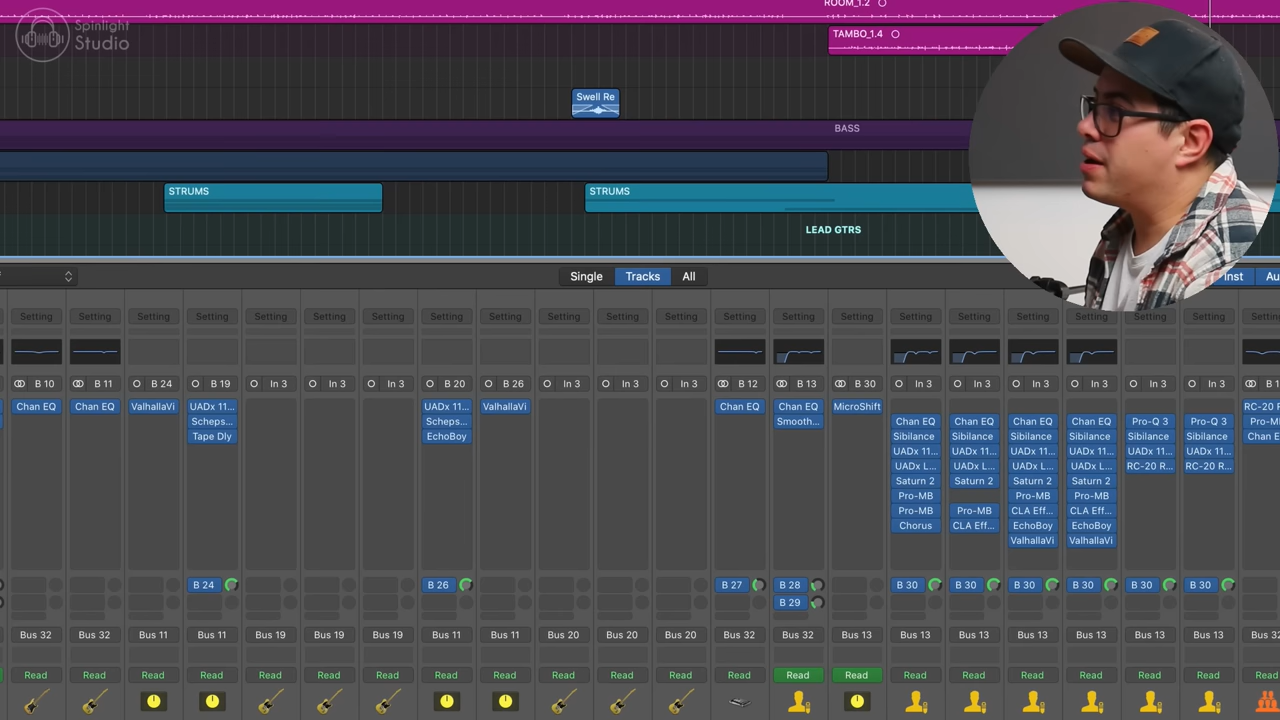 ROOM_1.2
Spinlight
Studio
TAMBO_1.4
Swell Re
BASS
STRUMS STRUMS
LEAD GTRS
Single Tracks All Inst Au
Setting Setting Setting Setting Setting Setting Setting Setting Setting Setting Setting Setting Setting Setting Setting Setting Setting Setting Setting Setting Setting Setting
B 10 B 11 B 24 B 19 In 3 In 3 In 3 B 20 B 26 In 3 In 3 In 3 B 12 B 13 B 30 In 3 In 3 In 3 In 3 In 3 In 3 B 1
Chan EQ Chan EQ ValhallaVi UADx 11... UADx 11... ValhallaVi Chan EQ Chan EQ MicroShift RC-20 R
Scheps... Scheps... Smooth... Chan EQ Chan EQ Chan EQ Chan EQ Pro-Q 3 Pro-Q 3 Pro-M
Tape Dly EchoBoy Sibilance Sibilance Sibilance Sibilance Sibilance Sibilance Chan E
UADx 11... UADx 11... UADx 11... UADx 11... UADx 11... UADx 11...
UADx L... UADx L... UADx L... UADx L... RC-20 R... RC-20 R...
Saturn 2 Saturn 2 Saturn 2 Saturn 2
Pro-MB Pro-MB Pro-MB
Pro-MB Pro-MB CLA Eff... CLA Eff...
Chorus CLA Eff... EchoBoy EchoBoy
ValhallaVi ValhallaVi
B 24 B 26 B 27 B 28 B 30 B 30 B 30 B 30 B 30 B 30
B 29
Bus 32 Bus 32 Bus 11 Bus 11 Bus 19 Bus 19 Bus 19 Bus 11 Bus 11 Bus 20 Bus 20 Bus 20 Bus 32 Bus 32 Bus 32 Bus 13 Bus 13 Bus 13 Bus 13 Bus 13 Bus 13 Bus 32
Read Read Read Read Read Read Read Read Read Read Read Read Read Read Read Read Read Read Read Read Read Read